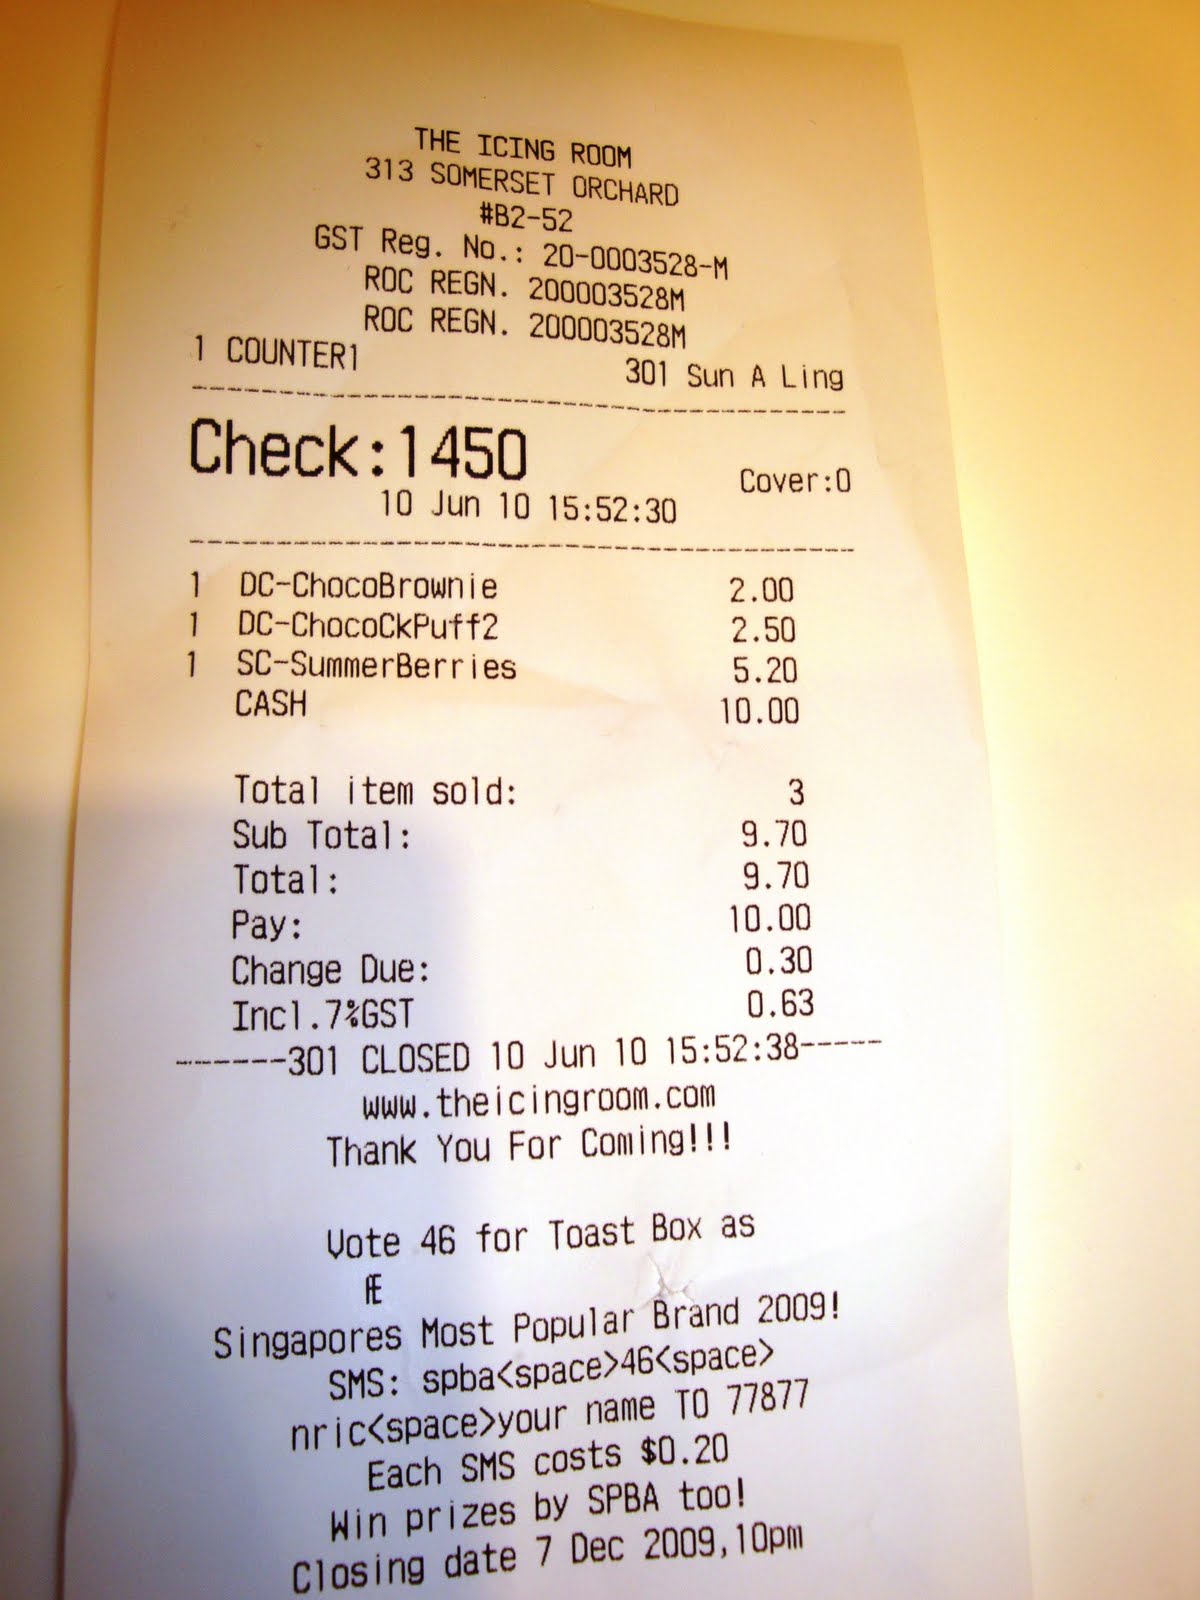 THE ICING ROOM
313 SOMERSET ORCHARD
#B2-52
GST Reg. No.: 20-0003528-M
ROC REGN. 200003528M
ROC REGN. 200003528M
1 COUNTER1 301 Sun A Ling
Check:1450 Cover:0
10 Jun 10 15:52:30
1 DC-ChocoBrownie 2.00
1 DC-ChocoCkPuff2 2.50
1 SC-SummerBerries 5.20
CASH 10.00
Total item sold: 3
Sub Total: 9.70
Total: 9.70
Pay: 10.00
Change Due: 0.30
Incl.7%GST 0.63
-------301 CLOSED 10 Jun 10 15:52:38-----
www.theicingroom.com
Thank You For Coming!!!
Vote 46 for Toast Box as
Æ
Singapores Most Popular Brand 2009!
SMS: spba<space>46<space>
nric<space>your name TO 77877
Each SMS costs $0.20
Win prizes by SPBA too!
Closing date 7 Dec 2009,10pm